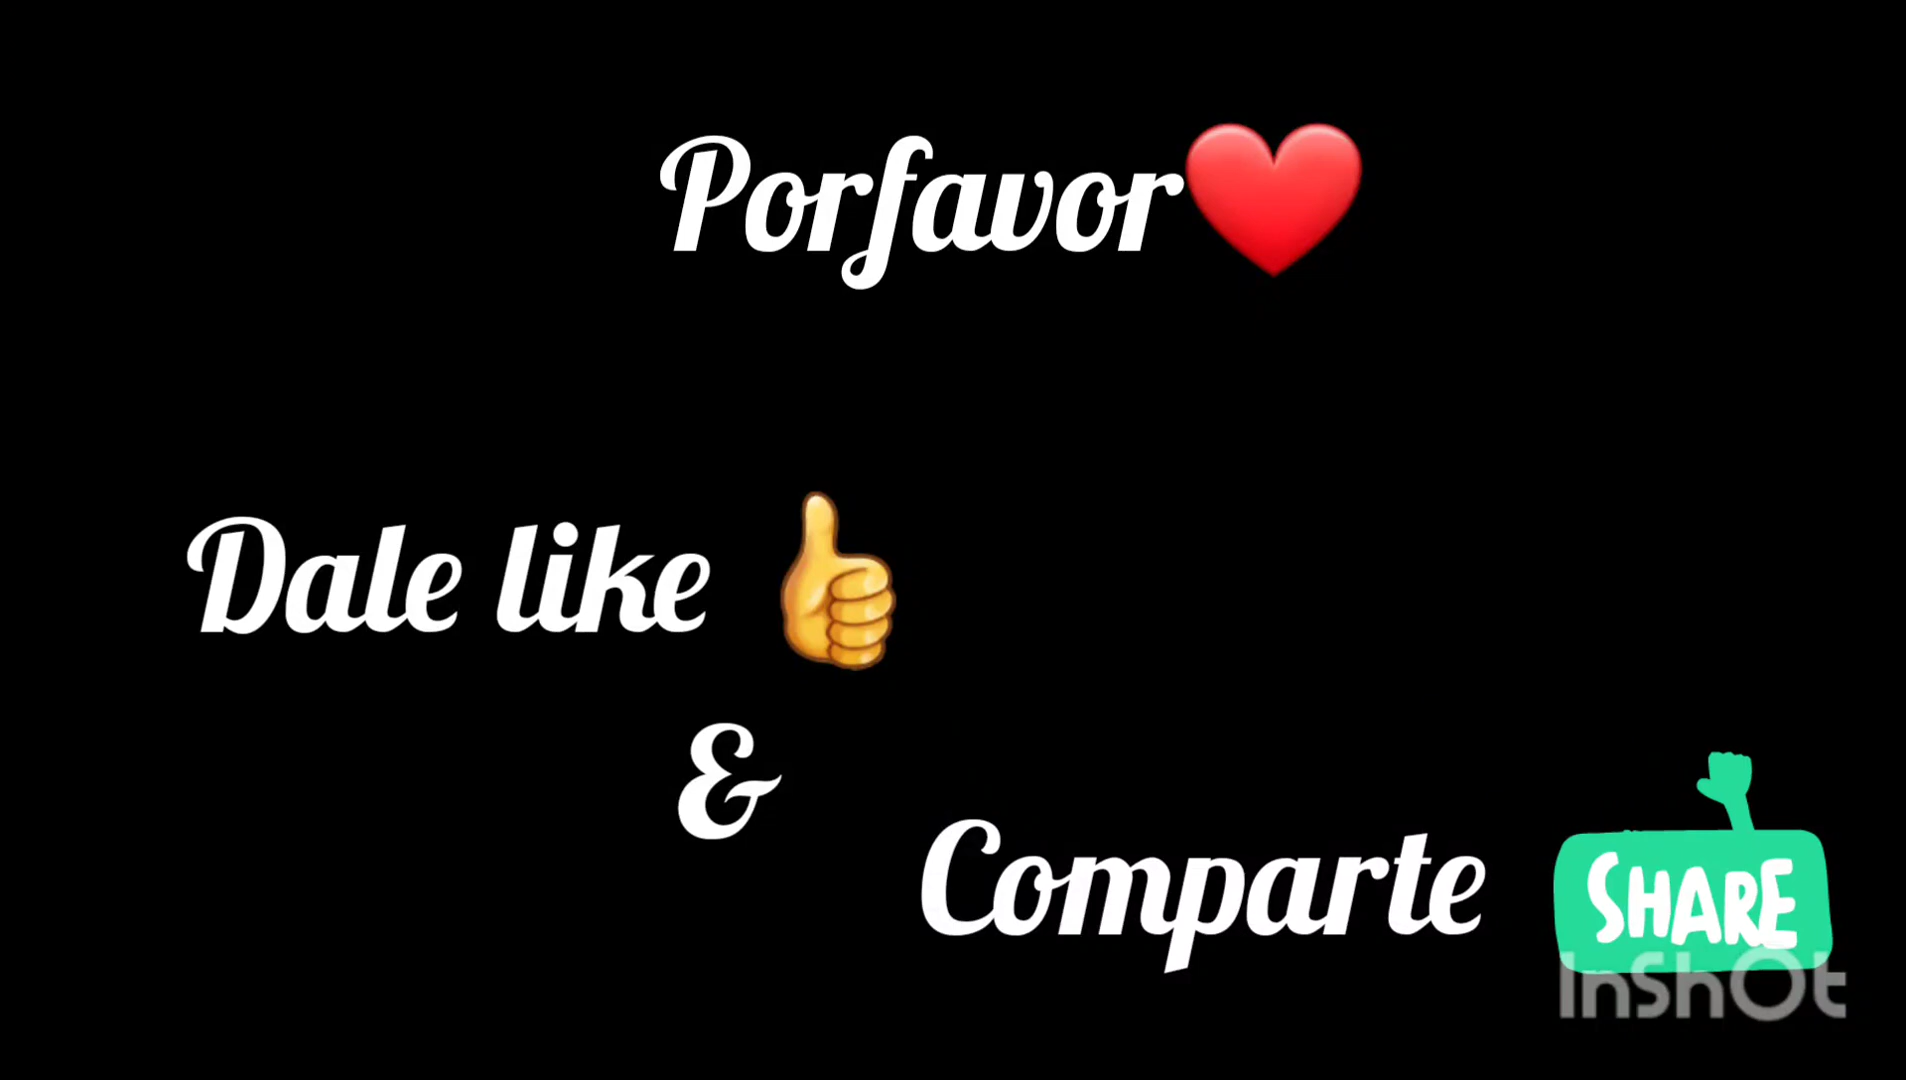 Porfavor❤️
Dale like 👍
&
Comparte
SHARE
InShOt